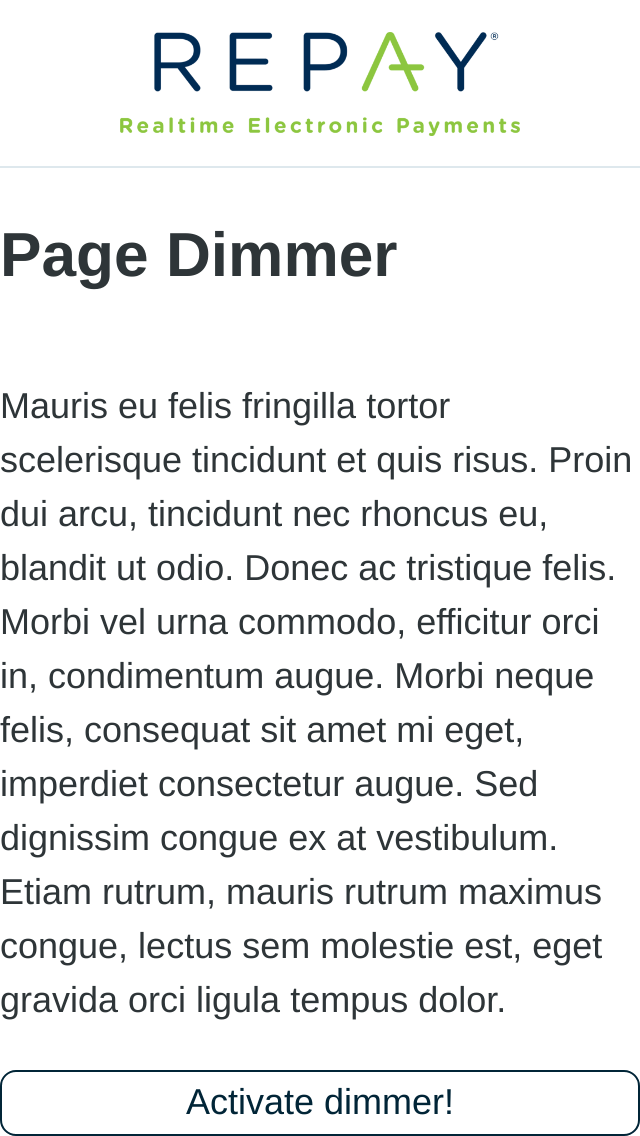 REPAY®
Realtime Electronic Payments
Page Dimmer
Mauris eu felis fringilla tortor
scelerisque tincidunt et quis risus. Proin
dui arcu, tincidunt nec rhoncus eu,
blandit ut odio. Donec ac tristique felis.
Morbi vel urna commodo, efficitur orci
in, condimentum augue. Morbi neque
felis, consequat sit amet mi eget,
imperdiet consectetur augue. Sed
dignissim congue ex at vestibulum.
Etiam rutrum, mauris rutrum maximus
congue, lectus sem molestie est, eget
gravida orci ligula tempus dolor.
Activate dimmer!